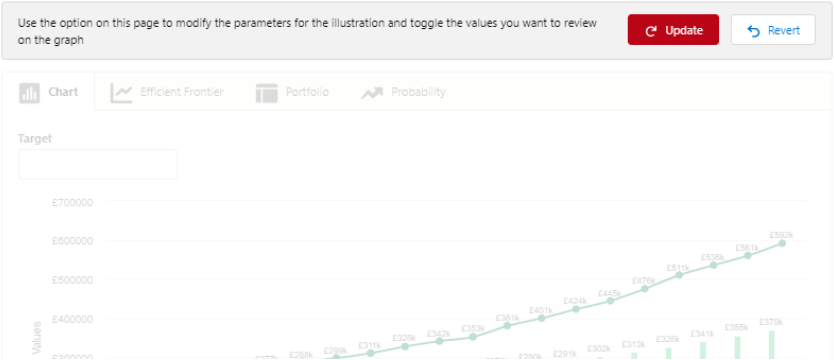 Use the option on this page to modify the parameters for the illustration and toggle the values you want to review
on the graph
Update
Revert
Chart
Efficient Frontier
Portfolio
Probability
Target
£700000
£600000
£500000
£400000
£300000
Values
£592k
£561k
£536k
£511k
£476k
£445k
£424k
£401k
£381k
£353k
£342k
£328k
£311k
£299k
£288k
£370k
£355k
£341k
£326k
£313k
£302k
£291k
£280k